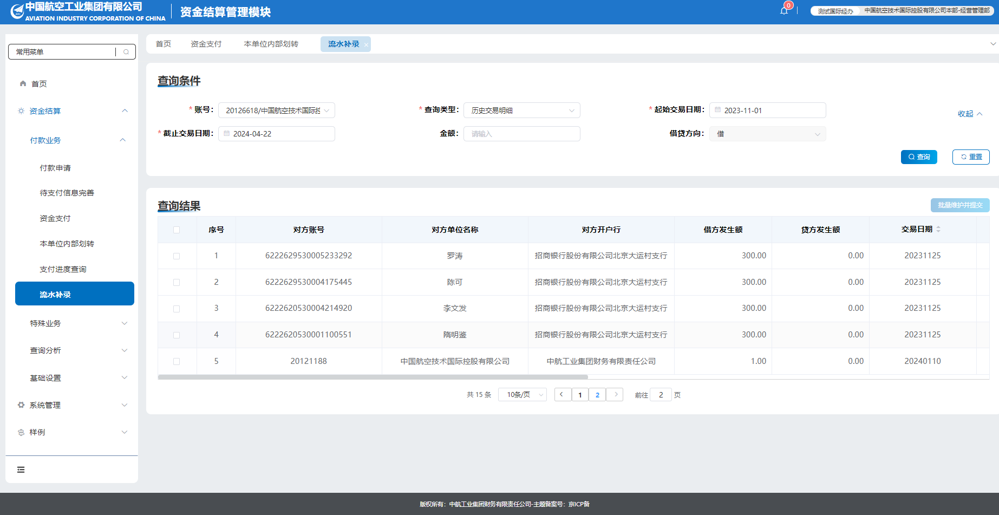 中国航空工业集团有限公司
AVIATION INDUSTRY CORPORATION OF CHINA
资金结算管理模块
0
测试国际经办 中国航空技术国际控股有限公司本部-经营管理部
常用菜单
首页
资金结算
付款业务
付款申请
待支付信息完善
资金支付
本单位内部划转
支付进度查询
流水补录
特殊业务
查询分析
基础设置
系统管理
样例
首页 资金支付 本单位内部划转 流水补录
查询条件
* 账号： 20126618/中国航空技术国际控
* 查询类型： 历史交易明细
* 起始交易日期： 2023-11-01
收起
* 截止交易日期： 2024-04-22
金额： 请输入
借贷方向： 借
查询 重置
查询结果
批量维护并提交
序号 对方账号 对方单位名称 对方开户行 借方发生额 贷方发生额 交易日期
1 6222629530005233292 罗涛 招商银行股份有限公司北京大运村支行 300.00 0.00 20231125
2 6222629530004175445 陈可 招商银行股份有限公司北京大运村支行 300.00 0.00 20231125
3 6222620530004214920 李文发 招商银行股份有限公司北京大运村支行 300.00 0.00 20231125
4 6222620530001100551 隋明鉴 招商银行股份有限公司北京大运村支行 300.00 0.00 20231125
5 20121188 中国航空技术国际控股有限公司 中航工业集团财务有限责任公司 1.00 0.00 20240110
共 15 条 10条/页 1 2 前往 2 页
版权所有：中航工业集团财务有限责任公司-主题备案号：京ICP备